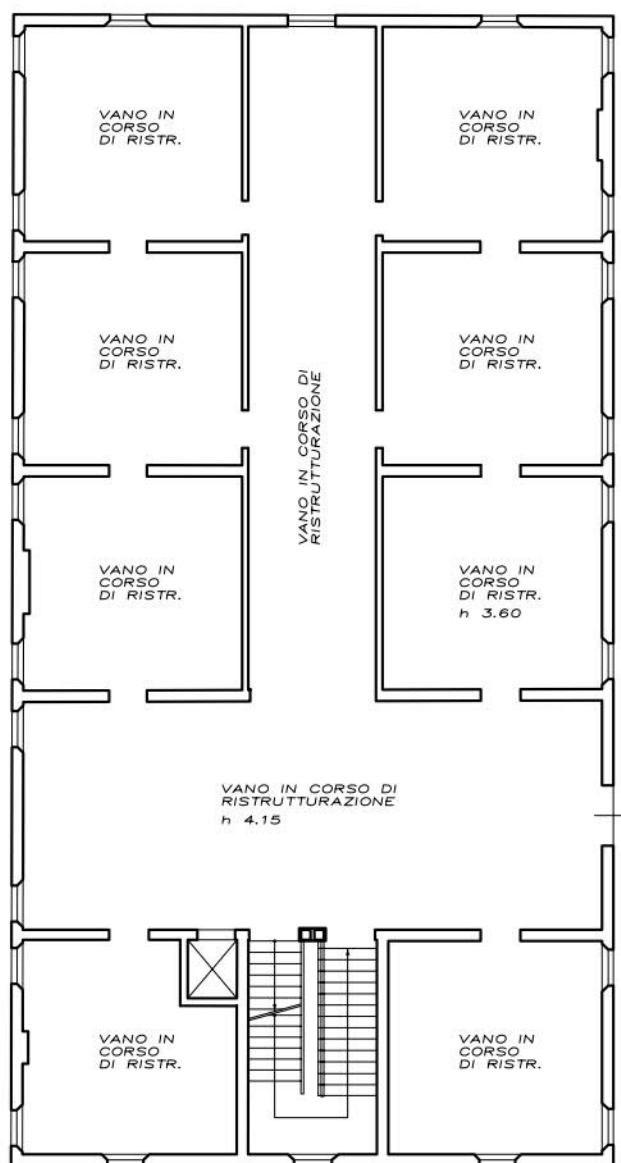 VANO IN
CORSO
DI RISTR.
VANO IN
CORSO
DI RISTR.
VANO IN
CORSO
DI RISTR.
VANO IN
CORSO
DI RISTR.
VANO IN CORSO DI
RISTRUTTURAZIONE
VANO IN
CORSO
DI RISTR.
VANO IN
CORSO
DI RISTR.
h 3.60
VANO IN CORSO DI
RISTRUTTURAZIONE
h 4.15
VANO IN
CORSO
DI RISTR.
VANO IN
CORSO
DI RISTR.